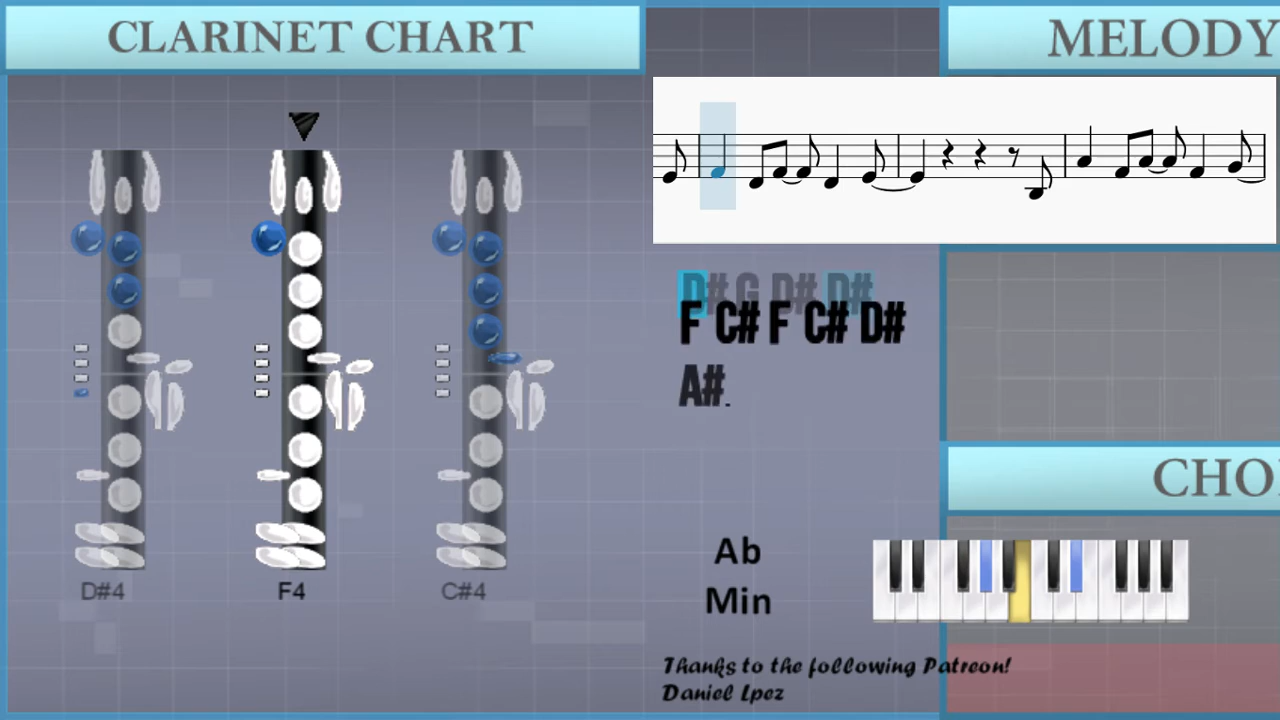 CLARINET CHART
MELODY
D# G D# D#
F C# F C# D#
A#.
D#4 F4 C#4
CHO
Ab
Min
Thanks to the following Patreon!
Daniel Lpez